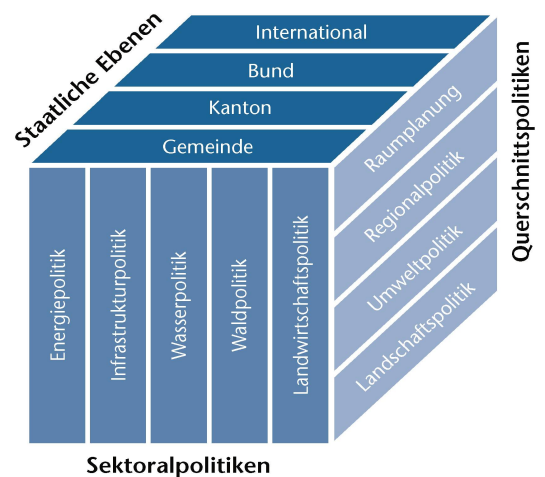 Staatliche Ebenen
International
Bund
Kanton
Gemeinde
Energiepolitik
Infrastrukturpolitik
Wasserpolitik
Waldpolitik
Landwirtschaftspolitik
Sektoralpolitiken
Raumplanung
Regionalpolitik
Umweltpolitik
Landschaftspolitik
Querschnittspolitiken